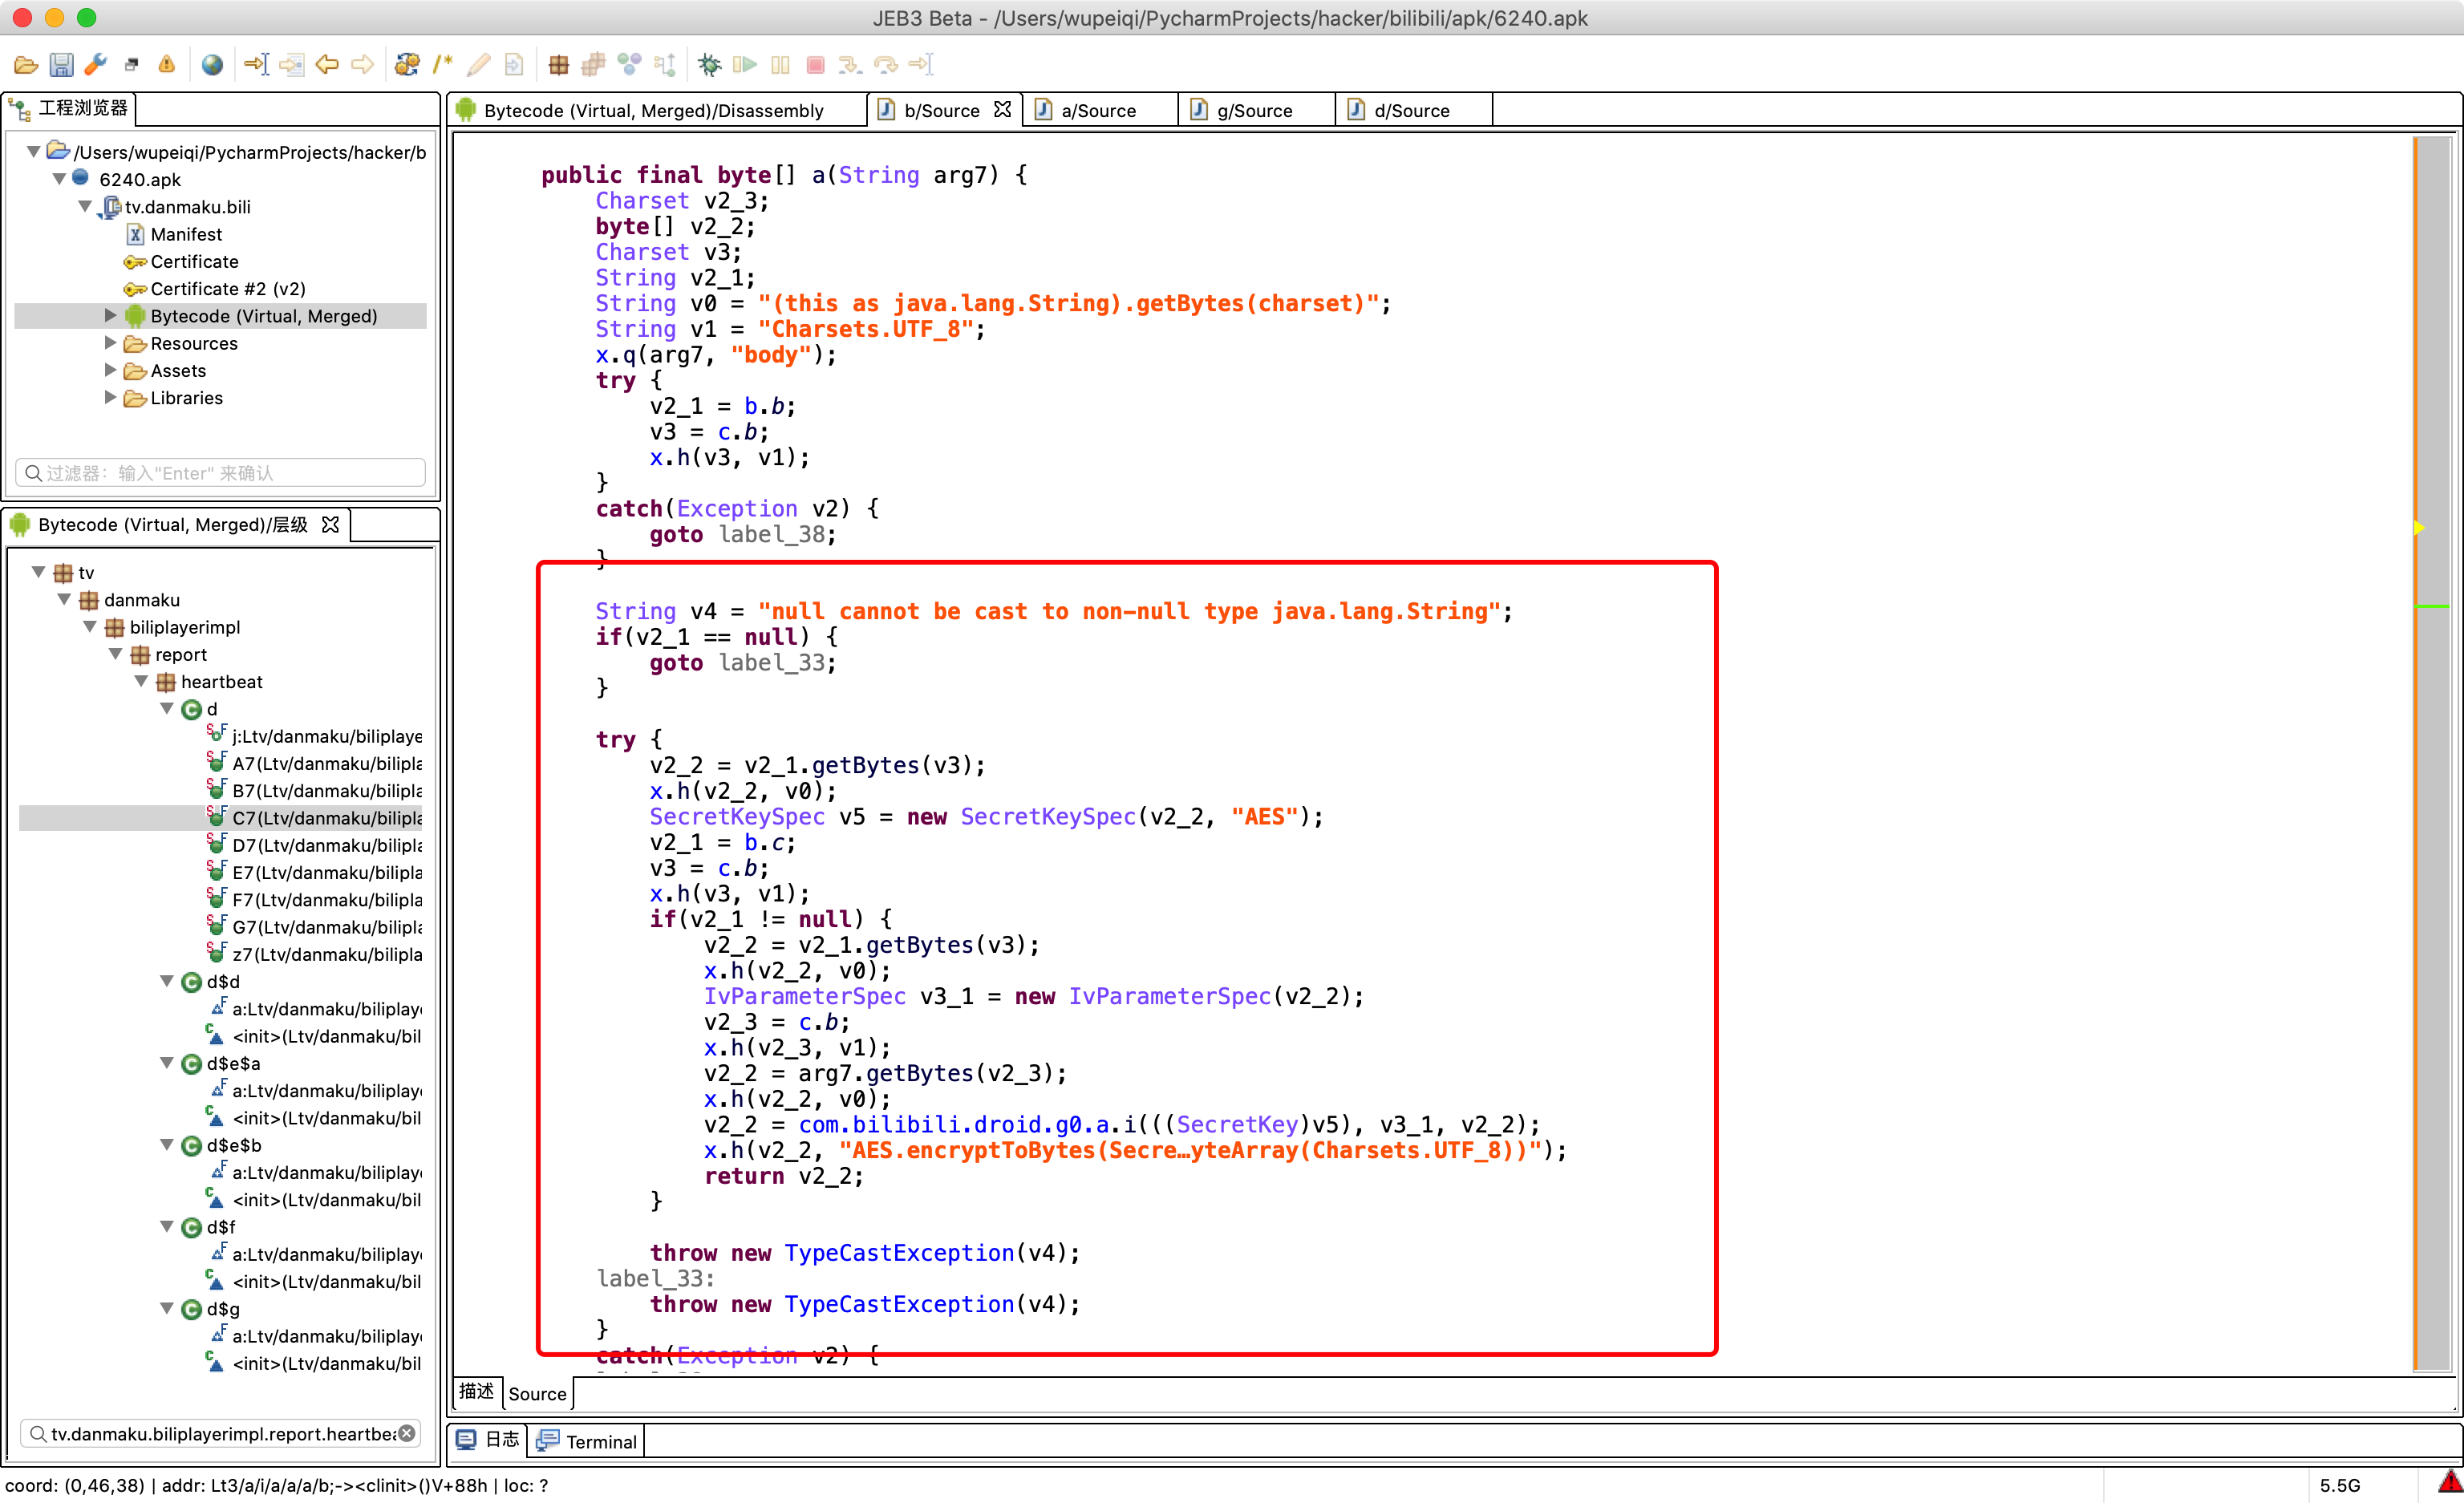 JEB3 Beta - /Users/wupeiqi/PycharmProjects/hacker/bilibili/apk/6240.apk
工程浏览器
/Users/wupeiqi/PycharmProjects/hacker/b
6240.apk
tv.danmaku.bili
Manifest
Certificate
Certificate #2 (v2)
Bytecode (Virtual, Merged)
Resources
Assets
Libraries
过滤器：输入"Enter" 来确认
Bytecode (Virtual, Merged)/层级
tv
danmaku
biliplayerimpl
report
heartbeat
d
j:Ltv/danmaku/biliplaye
A7(Ltv/danmaku/bilipla
B7(Ltv/danmaku/bilipla
C7(Ltv/danmaku/bilipla
D7(Ltv/danmaku/bilipla
E7(Ltv/danmaku/bilipla
F7(Ltv/danmaku/bilipla
G7(Ltv/danmaku/bilipla
z7(Ltv/danmaku/bilipla
d$d
a:Ltv/danmaku/biliplaye
<init>(Ltv/danmaku/bil
d$e$a
a:Ltv/danmaku/biliplaye
<init>(Ltv/danmaku/bil
d$e$b
a:Ltv/danmaku/biliplaye
<init>(Ltv/danmaku/bil
d$f
a:Ltv/danmaku/biliplaye
<init>(Ltv/danmaku/bil
d$g
a:Ltv/danmaku/biliplaye
<init>(Ltv/danmaku/bil
tv.danmaku.biliplayerimpl.report.heartbea
Bytecode (Virtual, Merged)/Disassembly
b/Source
a/Source
g/Source
d/Source
public final byte[] a(String arg7) {
Charset v2_3;
byte[] v2_2;
Charset v3;
String v2_1;
String v0 = "(this as java.lang.String).getBytes(charset)";
String v1 = "Charsets.UTF_8";
x.q(arg7, "body");
try {
v2_1 = b.b;
v3 = c.b;
x.h(v3, v1);
}
catch(Exception v2) {
goto label_38;
}
String v4 = "null cannot be cast to non-null type java.lang.String";
if(v2_1 == null) {
goto label_33;
}
try {
v2_2 = v2_1.getBytes(v3);
x.h(v2_2, v0);
SecretKeySpec v5 = new SecretKeySpec(v2_2, "AES");
v2_1 = b.c;
v3 = c.b;
x.h(v3, v1);
if(v2_1 != null) {
v2_2 = v2_1.getBytes(v3);
x.h(v2_2, v0);
IvParameterSpec v3_1 = new IvParameterSpec(v2_2);
v2_3 = c.b;
x.h(v2_3, v1);
v2_2 = arg7.getBytes(v2_3);
x.h(v2_2, v0);
v2_2 = com.bilibili.droid.g0.a.i(((SecretKey)v5), v3_1, v2_2);
x.h(v2_2, "AES.encryptToBytes(Secre…yteArray(Charsets.UTF_8))");
return v2_2;
}
throw new TypeCastException(v4);
label_33:
throw new TypeCastException(v4);
}
catch(Exception v2) {
描述
Source
日志
Terminal
coord: (0,46,38) | addr: Lt3/a/i/a/a/a/b;-><clinit>()V+88h | loc: ?
5.5G